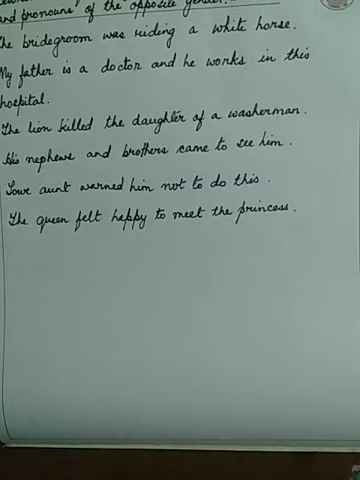 and pronouns of the opposite gender.
The bridegroom was riding a white horse.
My father is a doctor and he works in this
hospital.
The lion killed the daughter of a washerman.
His nephews and brothers came to see him.
Your aunt warned him not to do this.
The queen felt happy to meet the princess.